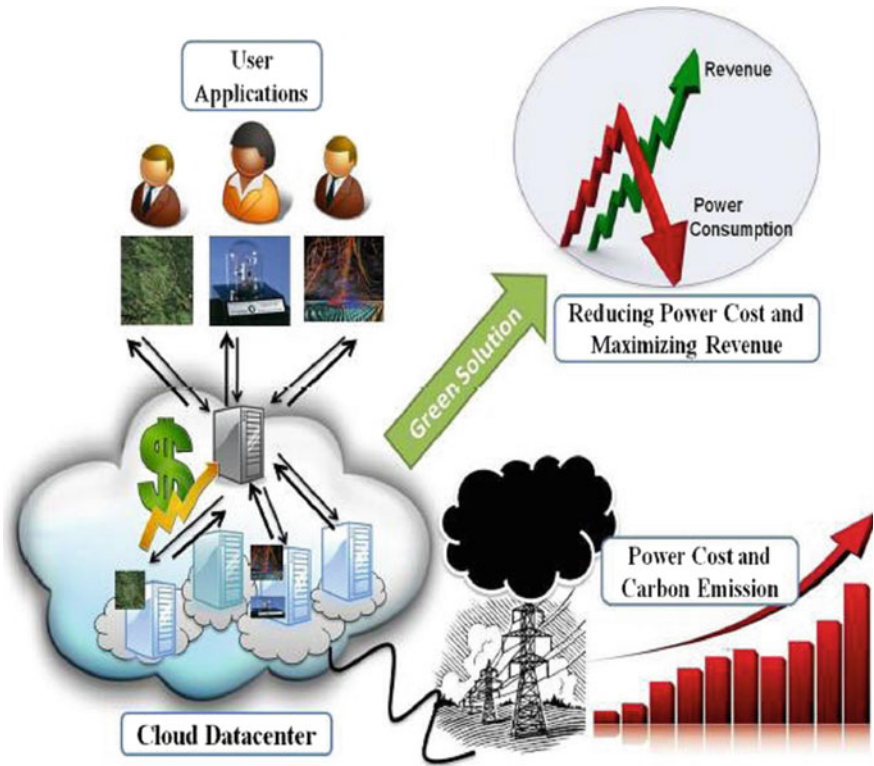 User
Applications
Revenue
Power
Consumption
Reducing Power Cost and
Maximizing Revenue
Green Solution
$
Power Cost and
Carbon Emission
Cloud Datacenter